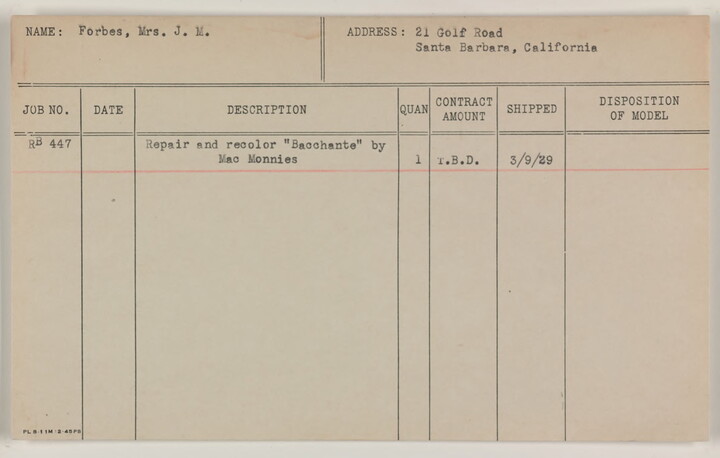 NAME: Forbes, Mrs. J. M.
ADDRESS: 21 Golf Road
Santa Barbara, California
JOB NO. DATE DESCRIPTION QUAN CONTRACT AMOUNT SHIPPED DISPOSITION OF MODEL
RB 447 Repair and recolor "Bacchante" by
Mac Monnies 1 T.B.D. 3/9/29